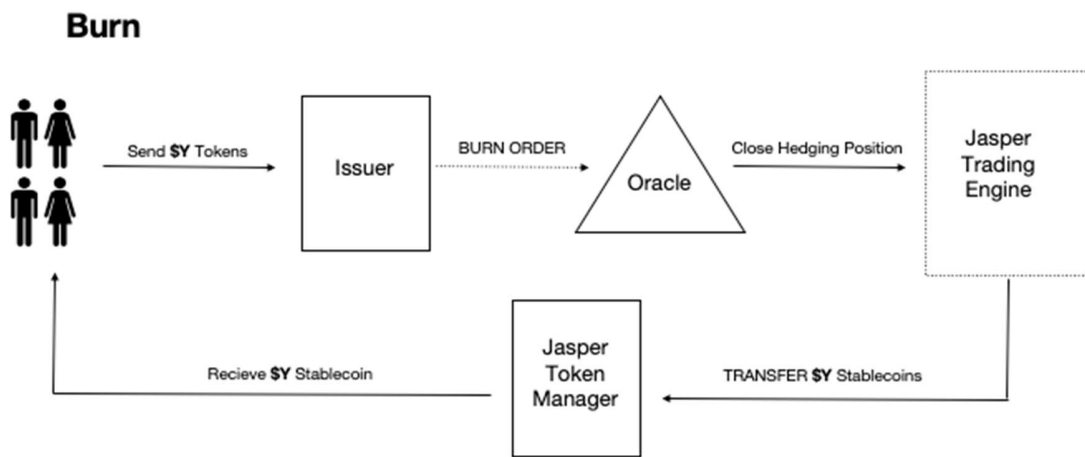 Burn
Send $Y Tokens
Issuer
BURN ORDER
Oracle
Close Hedging Position
Jasper
Trading
Engine
Jasper
Token
Manager
Recieve $Y Stablecoin
TRANSFER $Y Stablecoins